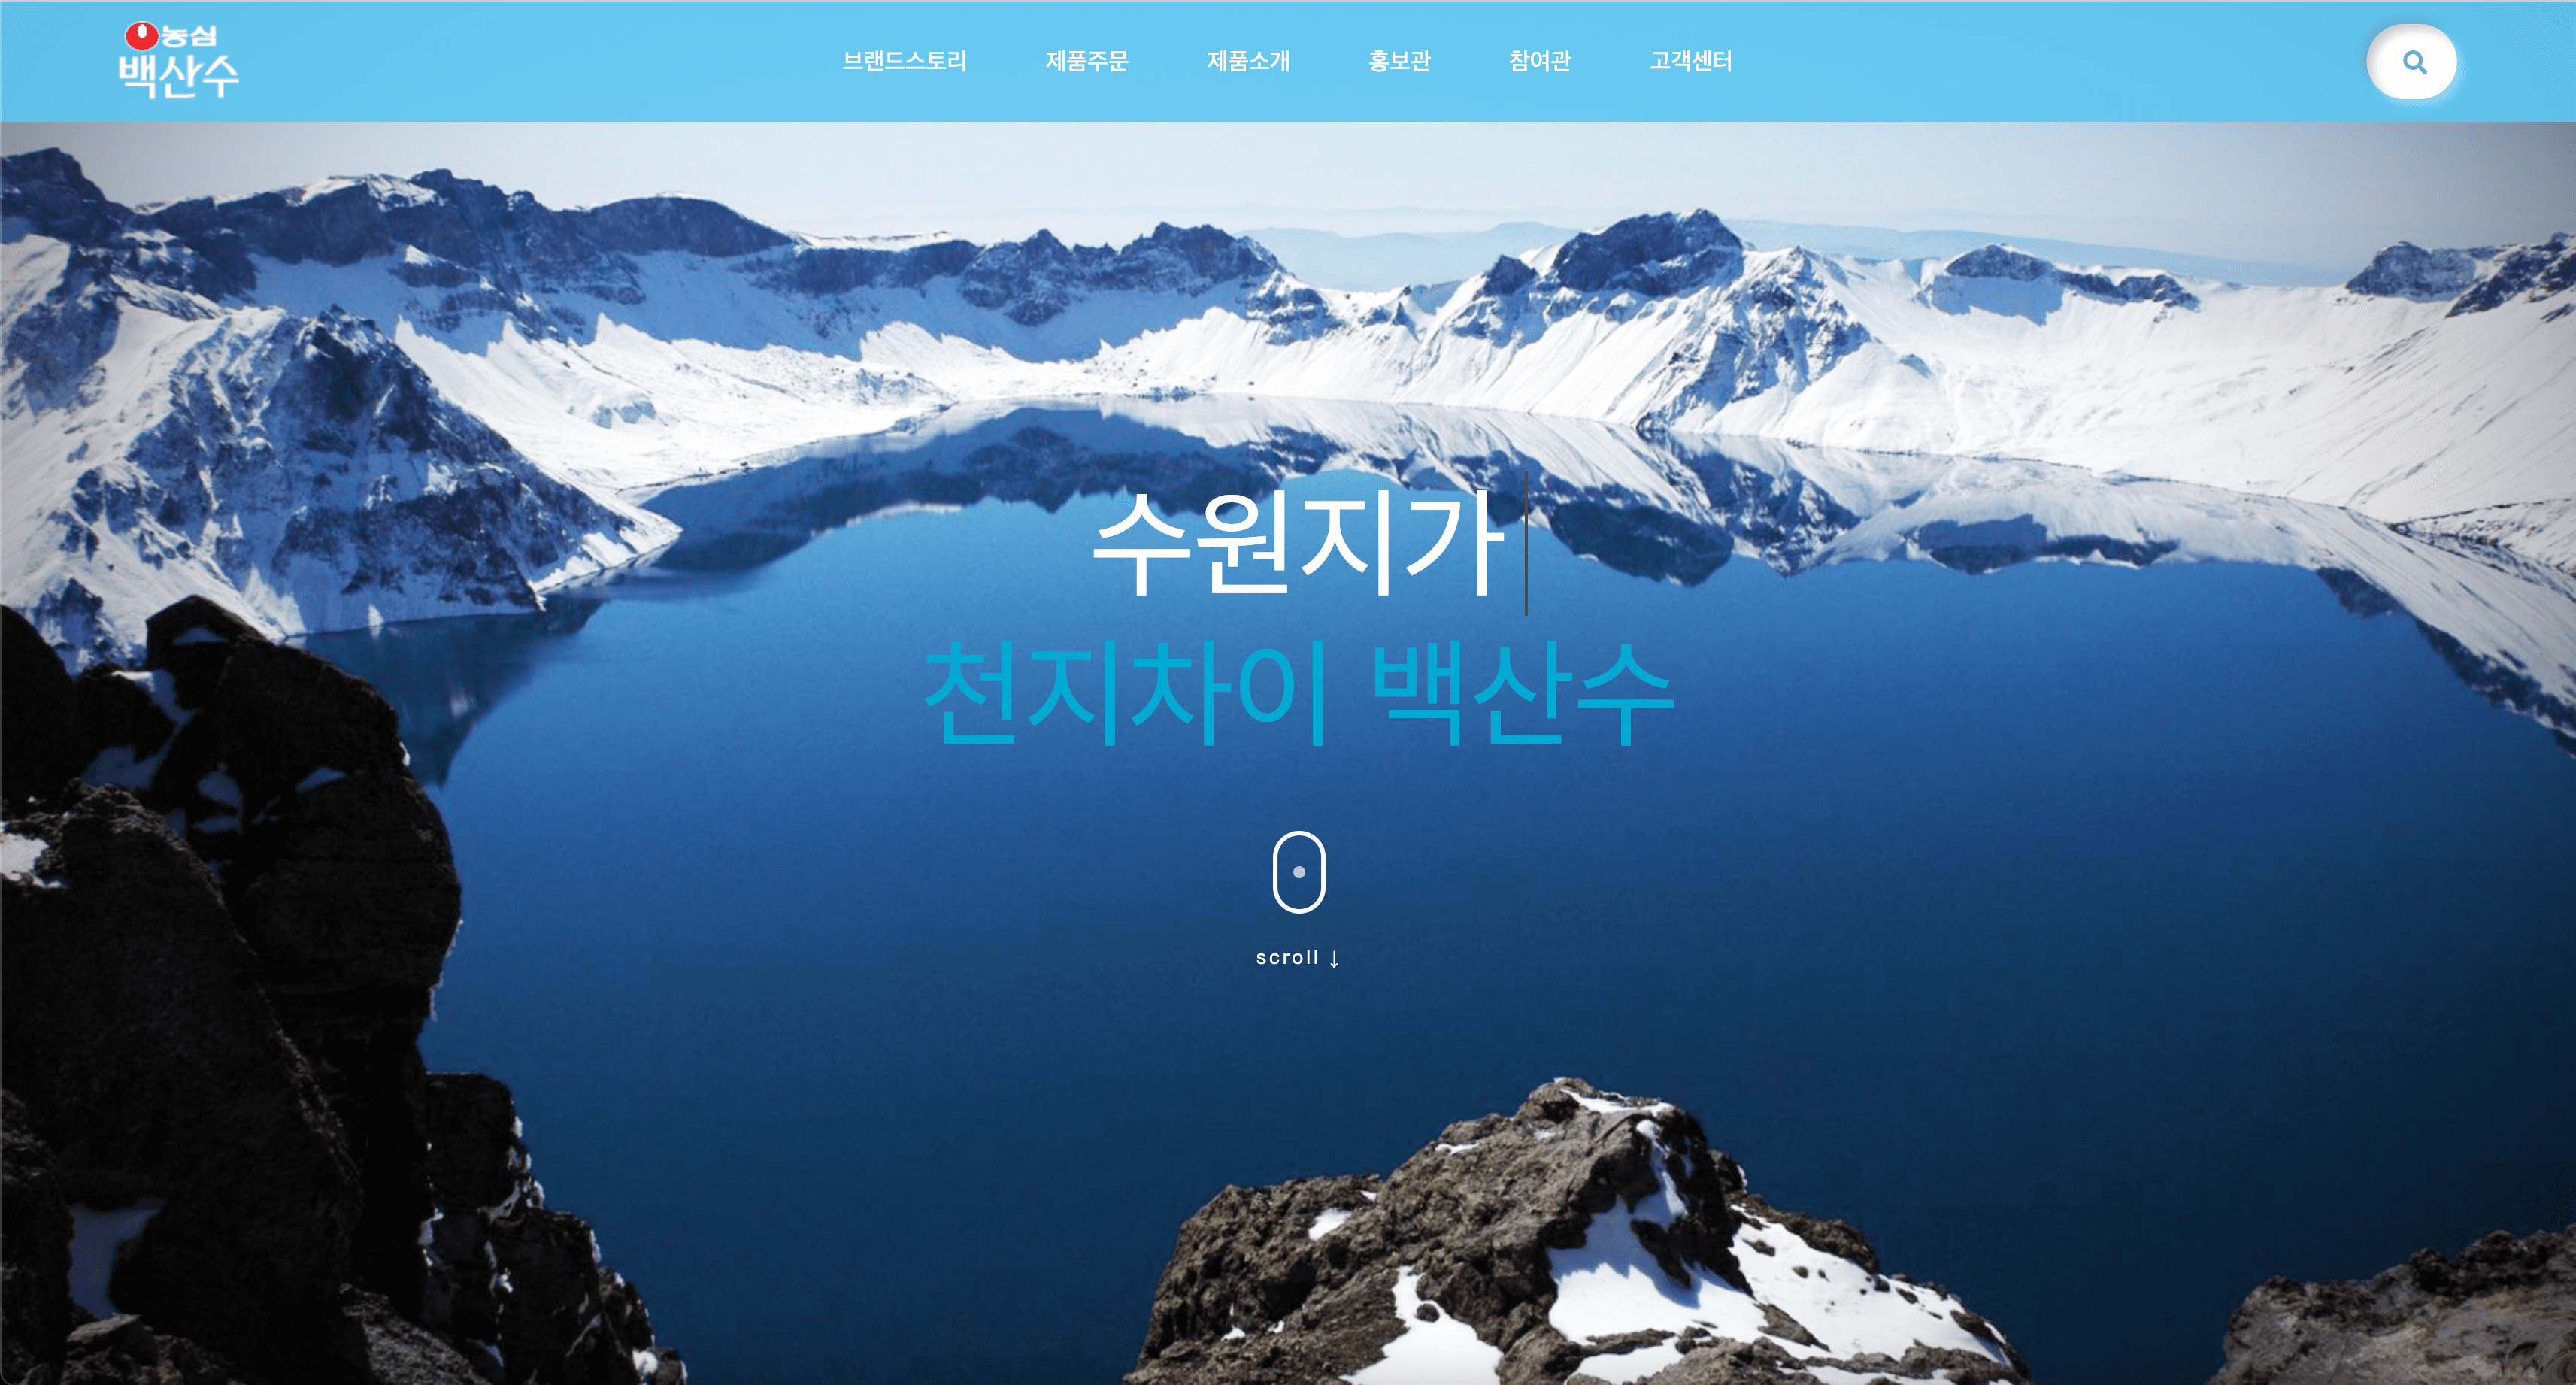 농심
백산수
브랜드스토리 제품주문 제품소개 홍보관 참여관 고객센터
수원지가
천지차이 백산수
scroll ↓